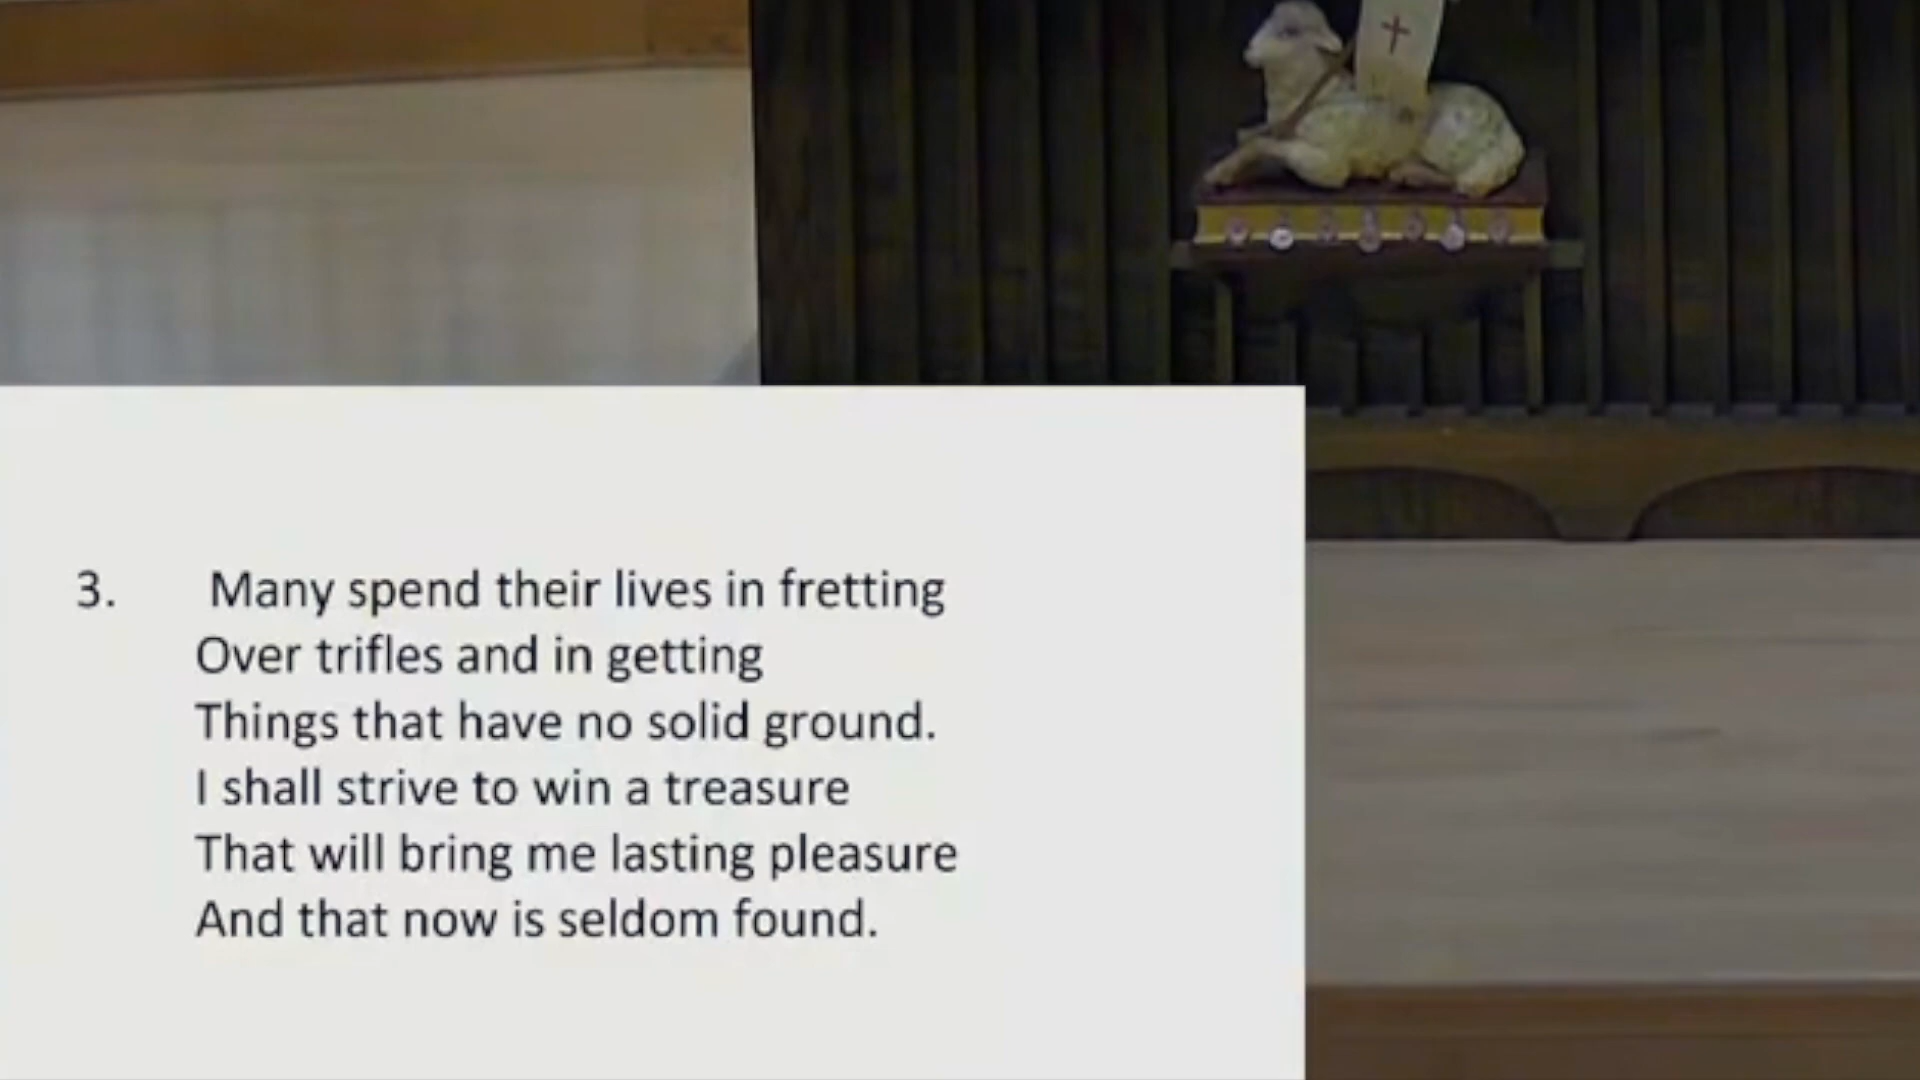 3. Many spend their lives in fretting
Over trifles and in getting
Things that have no solid ground.
I shall strive to win a treasure
That will bring me lasting pleasure
And that now is seldom found.